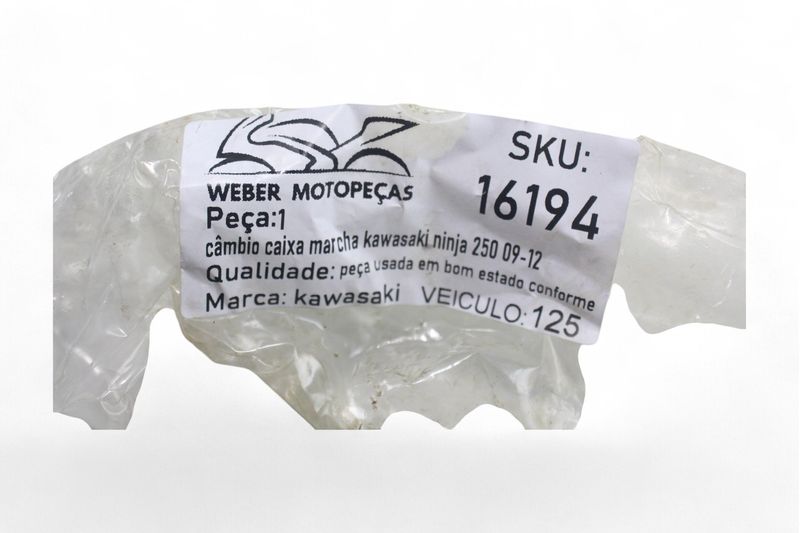 WEBER MOTOPEÇAS
SKU:
16194
Peça:1
câmbio caixa marcha kawasaki ninja 250 09-12
Qualidade: peça usada em bom estado conforme
Marca: kawasaki VEICULO: 125